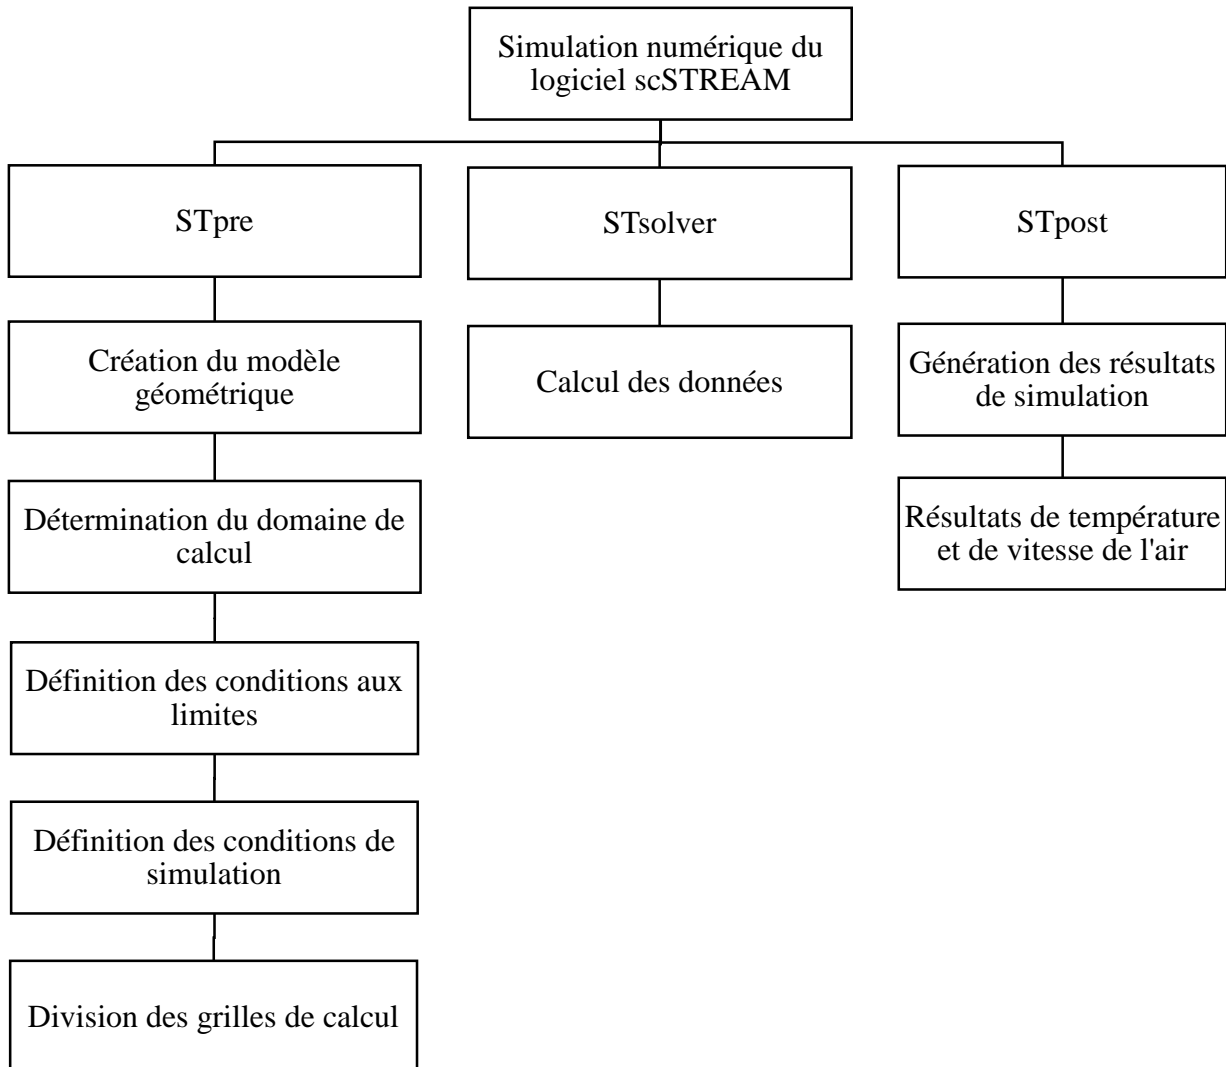 Simulation numérique du
logiciel scSTREAM
STpre
STsolver
STpost
Création du modèle
géométrique
Calcul des données
Génération des résultats
de simulation
Détermination du domaine de
calcul
Résultats de température
et de vitesse de l'air
Définition des conditions aux
limites
Définition des conditions de
simulation
Division des grilles de calcul